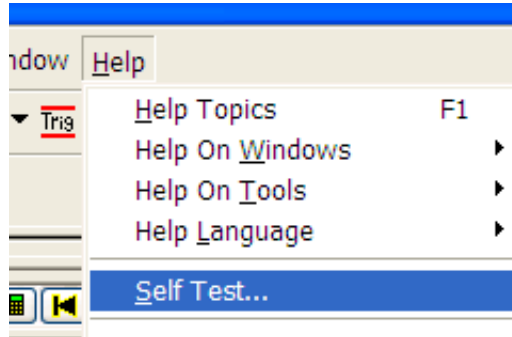 ndow Help
Trig
Help Topics F1
Help On Windows
Help On Tools
Help Language
Self Test...